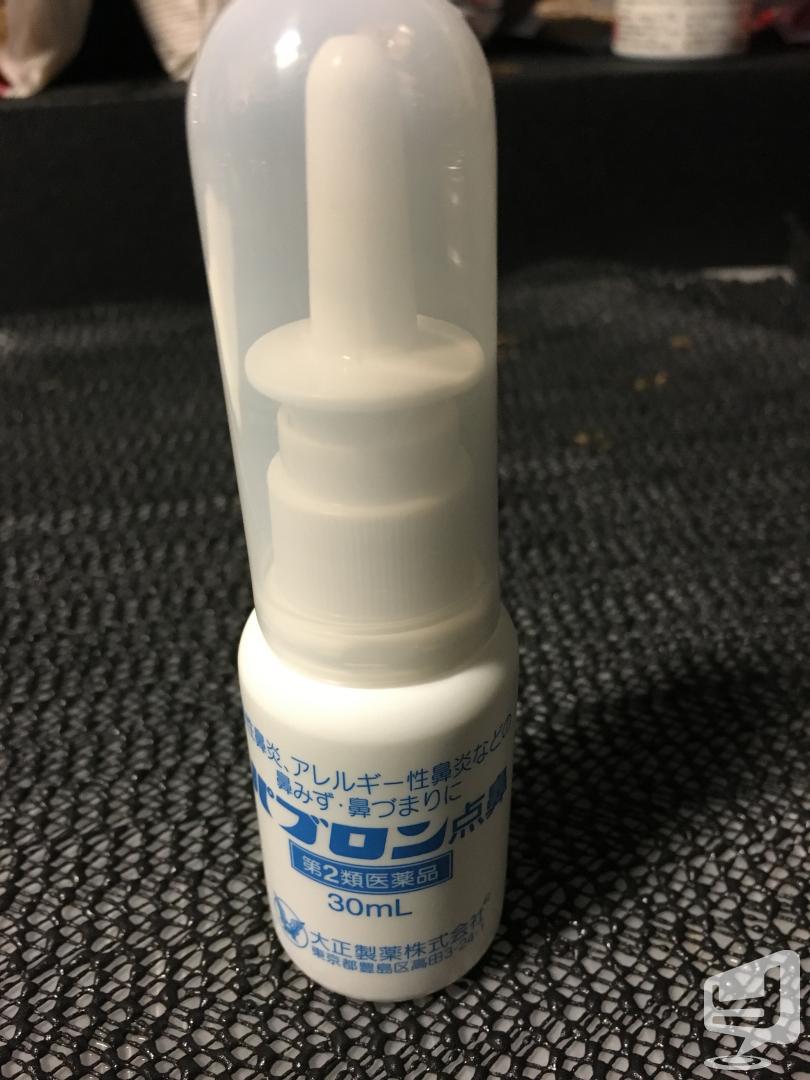 性鼻炎、アレルギー性鼻炎などの
鼻みず・鼻づまりに
パブロン点鼻
第2類医薬品
30mL
大正製薬株式会社
東京都豊島区高田3-24-1